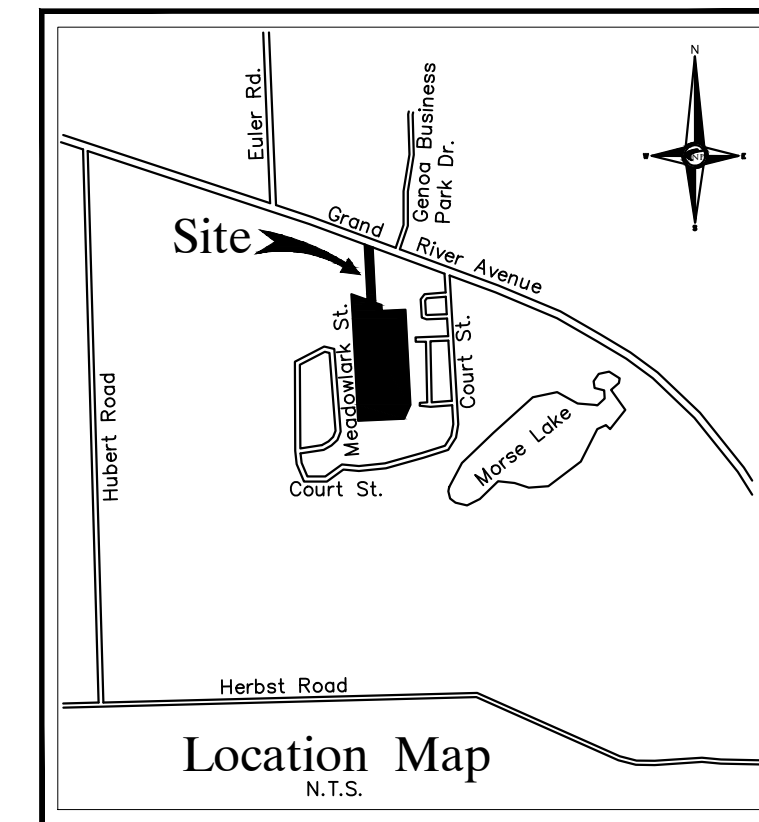 N
W
E
S
Euler Rd.
Genoa Business
Park Dr.
Grand River Avenue
Site
Meadowlark St.
Court St.
Hubert Road
Morse Lake
Court St.
Herbst Road
Location Map
N.T.S.